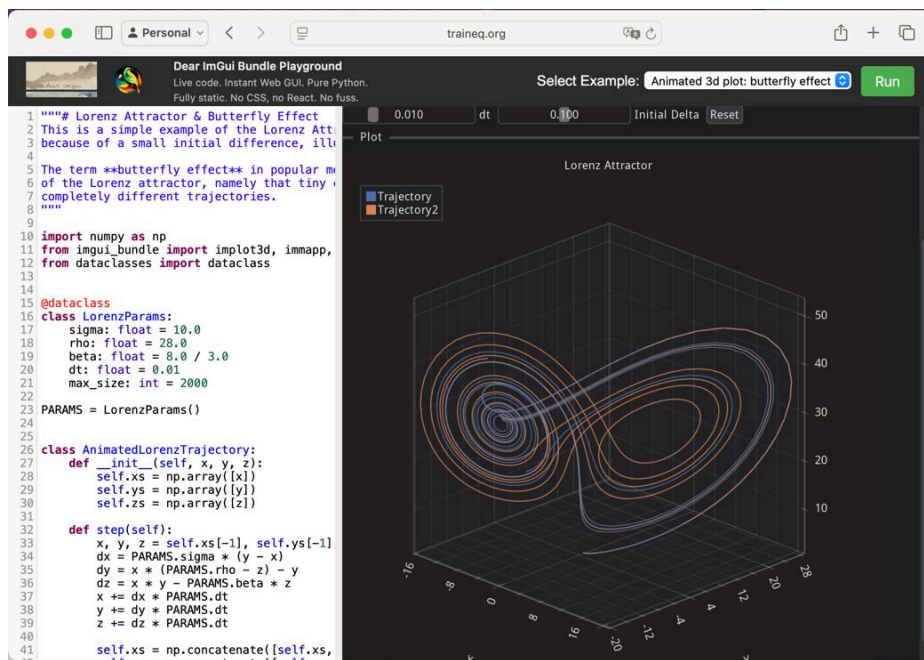 Personal
traineq.org
Dear ImGui Bundle Playground
Live code. Instant Web GUI. Pure Python.
Fully static. No CSS, no React. No fuss.
Select Example: Animated 3d plot: butterfly effect
Run
1 """# Lorenz Attractor & Butterfly Effect
2 This is a simple example of the Lorenz Att
3 because of a small initial difference, illu
4
5 The term **butterfly effect** in popular me
6 of the Lorenz attractor, namely that tiny
7 completely different trajectories.
8 """
9
10 import numpy as np
11 from imgui_bundle import implot3d, immapp,
12 from dataclasses import dataclass
13
14
15 @dataclass
16 class LorenzParams:
17 sigma: float = 10.0
18 rho: float = 28.0
19 beta: float = 8.0 / 3.0
20 dt: float = 0.01
21 max_size: int = 2000
22
23 PARAMS = LorenzParams()
24
25
26 class AnimatedLorenzTrajectory:
27 def __init__(self, x, y, z):
28 self.xs = np.array([x])
29 self.ys = np.array([y])
30 self.zs = np.array([z])
31
32 def step(self):
33 x, y, z = self.xs[-1], self.ys[-1]
34 dx = PARAMS.sigma * (y - x)
35 dy = x * (PARAMS.rho - z) - y
36 dz = x * y - PARAMS.beta * z
37 x += dx * PARAMS.dt
38 y += dy * PARAMS.dt
39 z += dz * PARAMS.dt
40
41 self.xs = np.concatenate([self.xs,
0.010 dt 0.100 Initial Delta Reset
Plot
Lorenz Attractor
Trajectory
Trajectory2
50
40
30
20
10
-16
-8
0
8
16
-20
-12
-4
4
12
20
28